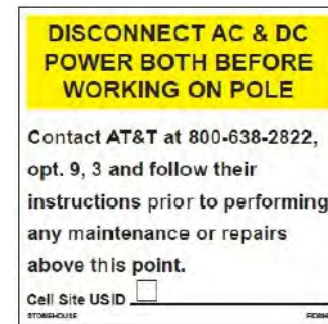 DISCONNECT AC & DC
POWER BOTH BEFORE
WORKING ON POLE
Contact AT&T at 800-638-2822,
opt. 9, 3 and follow their
instructions prior to performing
any maintenance or repairs
above this point.
Cell Site USID
STONEHOUSE